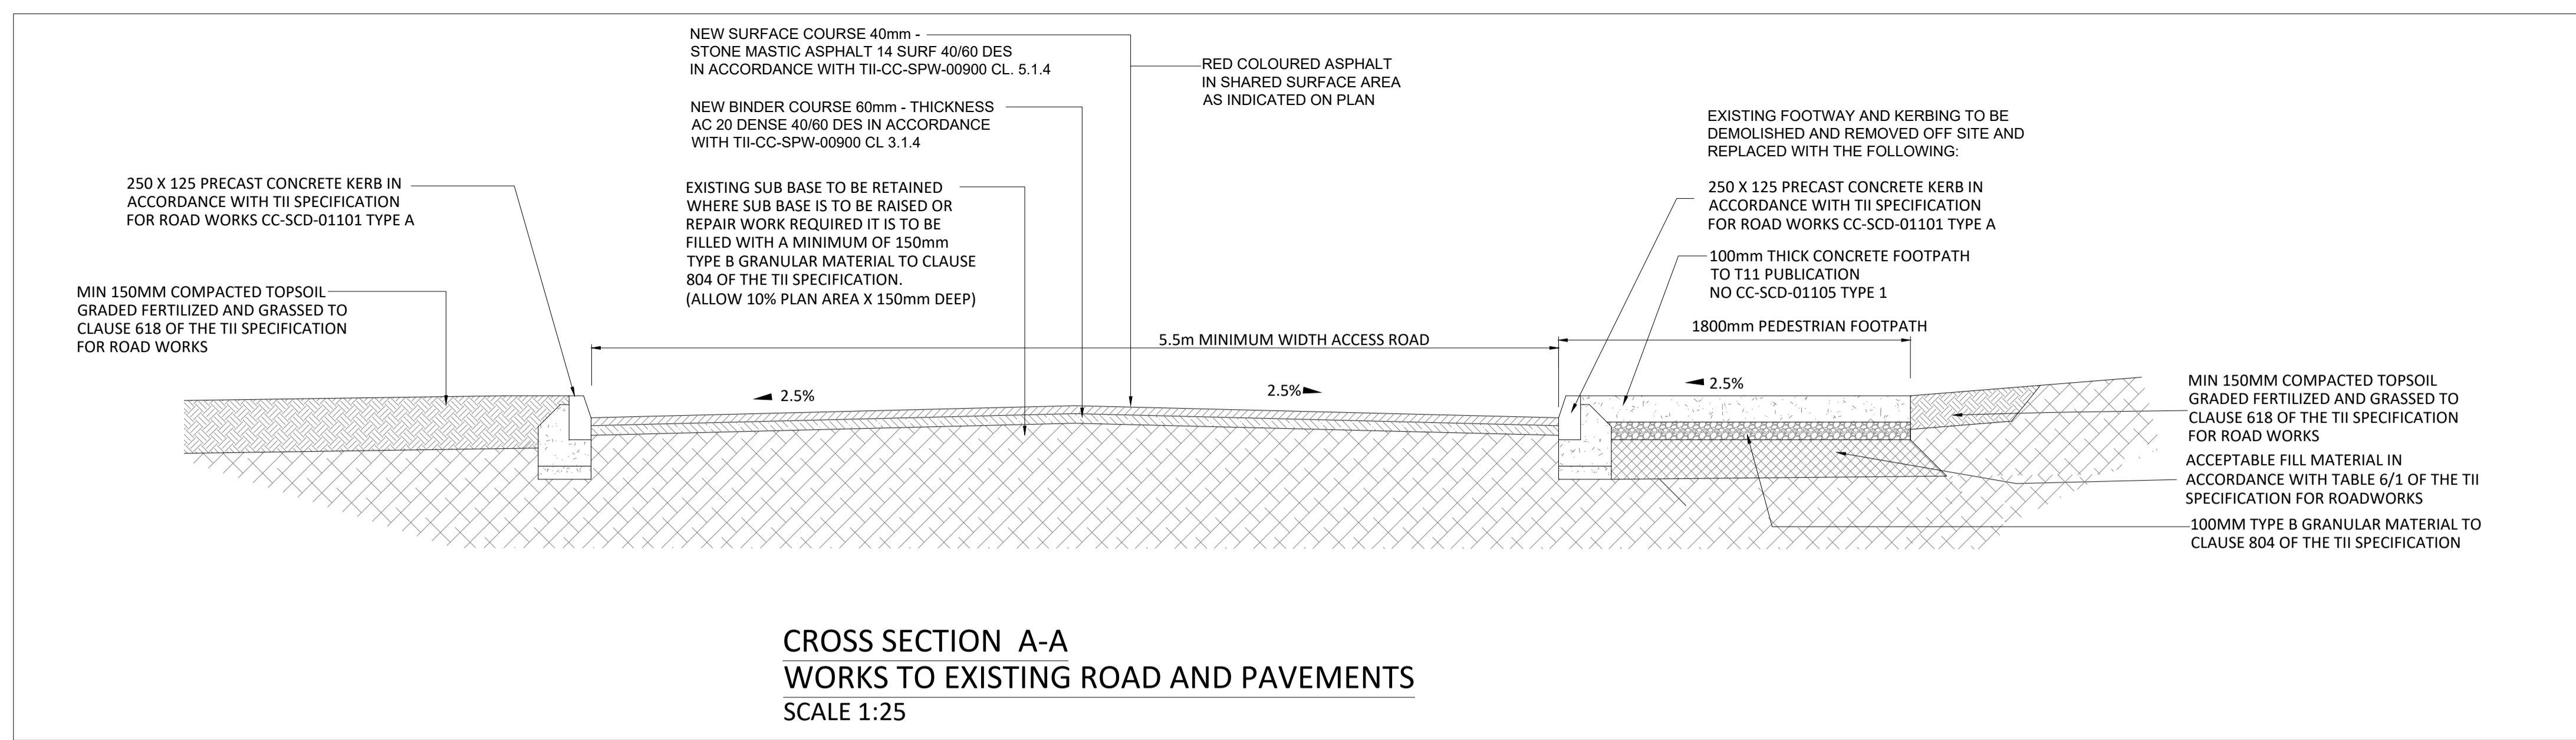 NEW SURFACE COURSE 40mm -
STONE MASTIC ASPHALT 14 SURF 40/60 DES
IN ACCORDANCE WITH TII-CC-SPW-00900 CL. 5.1.4
RED COLOURED ASPHALT
IN SHARED SURFACE AREA
AS INDICATED ON PLAN
NEW BINDER COURSE 60mm - THICKNESS
AC 20 DENSE 40/60 DES IN ACCORDANCE
WITH TII-CC-SPW-00900 CL 3.1.4
EXISTING FOOTWAY AND KERBING TO BE
DEMOLISHED AND REMOVED OFF SITE AND
REPLACED WITH THE FOLLOWING:
250 X 125 PRECAST CONCRETE KERB IN
ACCORDANCE WITH TII SPECIFICATION
FOR ROAD WORKS CC-SCD-01101 TYPE A
EXISTING SUB BASE TO BE RETAINED
WHERE SUB BASE IS TO BE RAISED OR
REPAIR WORK REQUIRED IT IS TO BE
FILLED WITH A MINIMUM OF 150mm
TYPE B GRANULAR MATERIAL TO CLAUSE
804 OF THE TII SPECIFICATION.
(ALLOW 10% PLAN AREA X 150mm DEEP)
250 X 125 PRECAST CONCRETE KERB IN
ACCORDANCE WITH TII SPECIFICATION
FOR ROAD WORKS CC-SCD-01101 TYPE A
100mm THICK CONCRETE FOOTPATH
TO T11 PUBLICATION
NO CC-SCD-01105 TYPE 1
MIN 150MM COMPACTED TOPSOIL
GRADED FERTILIZED AND GRASSED TO
CLAUSE 618 OF THE TII SPECIFICATION
FOR ROAD WORKS
1800mm PEDESTRIAN FOOTPATH
5.5m MINIMUM WIDTH ACCESS ROAD
2.5%
2.5%
2.5%
MIN 150MM COMPACTED TOPSOIL
GRADED FERTILIZED AND GRASSED TO
CLAUSE 618 OF THE TII SPECIFICATION
FOR ROAD WORKS
ACCEPTABLE FILL MATERIAL IN
ACCORDANCE WITH TABLE 6/1 OF THE TII
SPECIFICATION FOR ROADWORKS
100MM TYPE B GRANULAR MATERIAL TO
CLAUSE 804 OF THE TII SPECIFICATION
CROSS SECTION A-A
WORKS TO EXISTING ROAD AND PAVEMENTS
SCALE 1:25